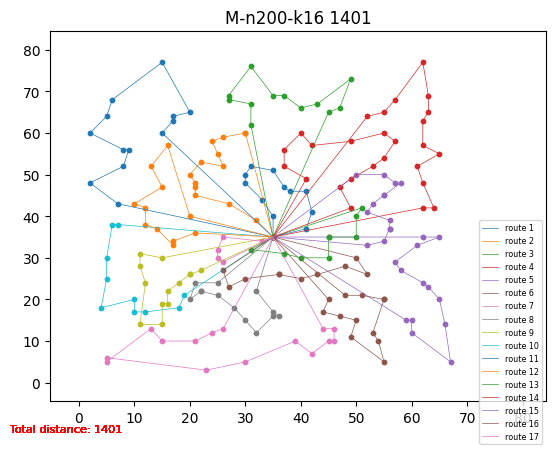 M-n200-k16 1401
80
70
60
50
40
30
20
10
0
0
10
20
30
40
50
60
70
route 1
route 2
route 3
route 4
route 5
route 6
route 7
route 8
route 9
route 10
route 11
route 12
route 13
route 14
route 15
route 16
route 17
Total distance: 1401